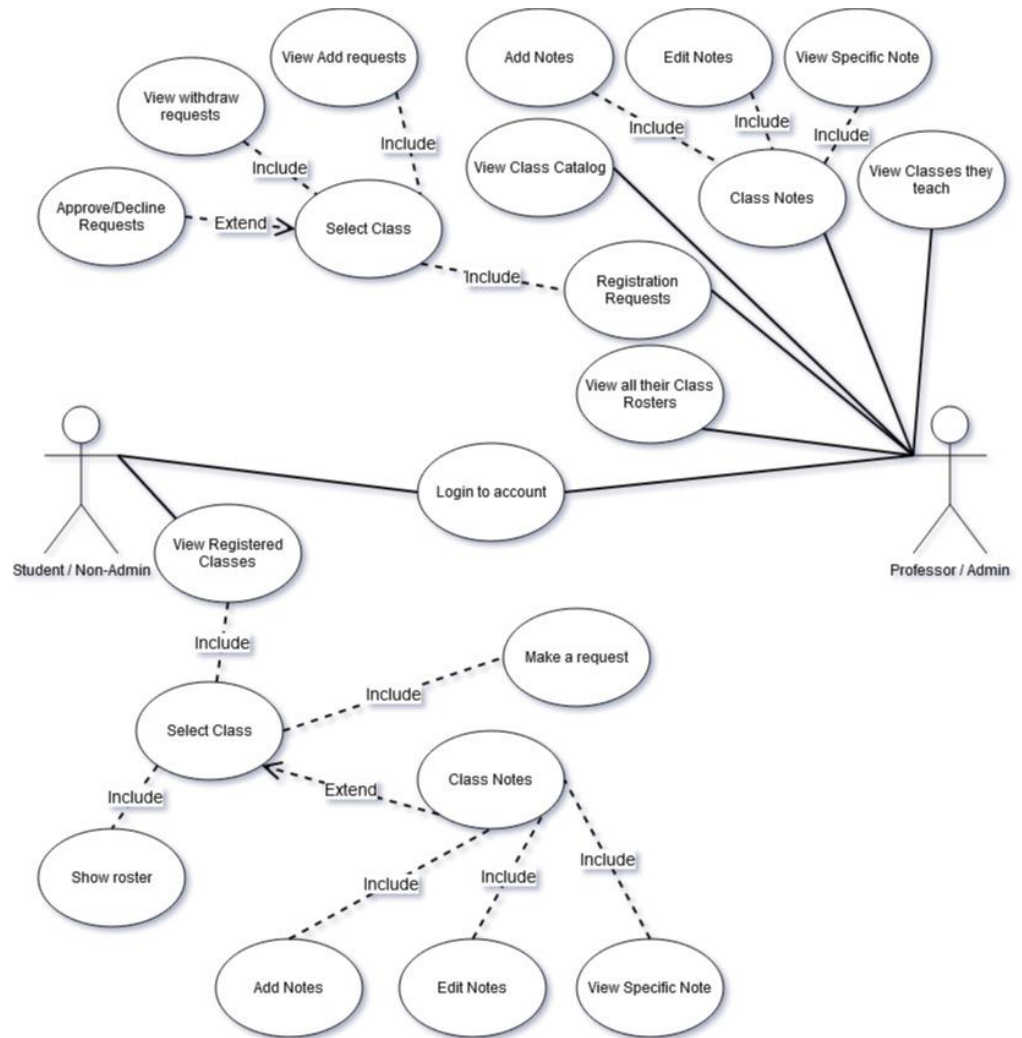 View Add requests
Add Notes
Edit Notes
View Specific Note
View withdraw
requests
Include
Include
Include
Include
Include
View Class Catalog
Class Notes
View Classes they
teach
Approve/Decline
Requests
Extend
Select Class
Include
Registration
Requests
View all their Class
Rosters
Login to account
Student / Non-Admin
View Registered
Classes
Professor / Admin
Include
Make a request
Include
Select Class
Class Notes
Extend
Include
Show roster
Include
Include
Include
Add Notes
Edit Notes
View Specific Note